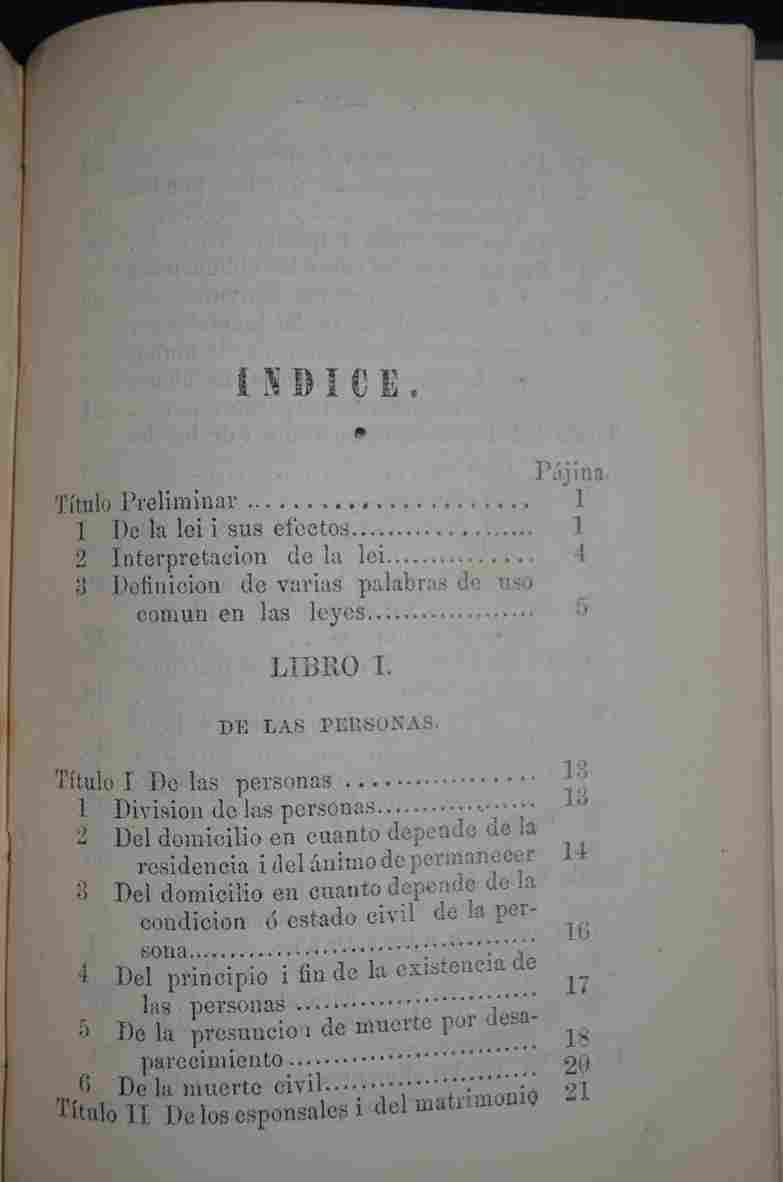 INDICE.
Pájina.
Título Preliminar ........................ 1
1 De la lei i sus efectos................... 1
2 Interpretacion de la lei............... 4
3 Definicion de varias palabras de uso
comun en las leyes................... 5
LIBRO I.
DE LAS PERSONAS.
Título I De las personas .................. 13
1 Division de las personas................. 13
2 Del domicilio en cuanto depende de la
residencia i del ánimo de permanecer 14
3 Del domicilio en cuanto depende de la
condicion ó estado civil de la per-
sona..................................... 16
4 Del principio i fin de la existencia de
las personas ........................... 17
5 De la presuncion de muerte por desa-
parecimiento ........................... 18
6 De la muerte civil....................... 20
Título II De los esponsales i del matrimonio 21